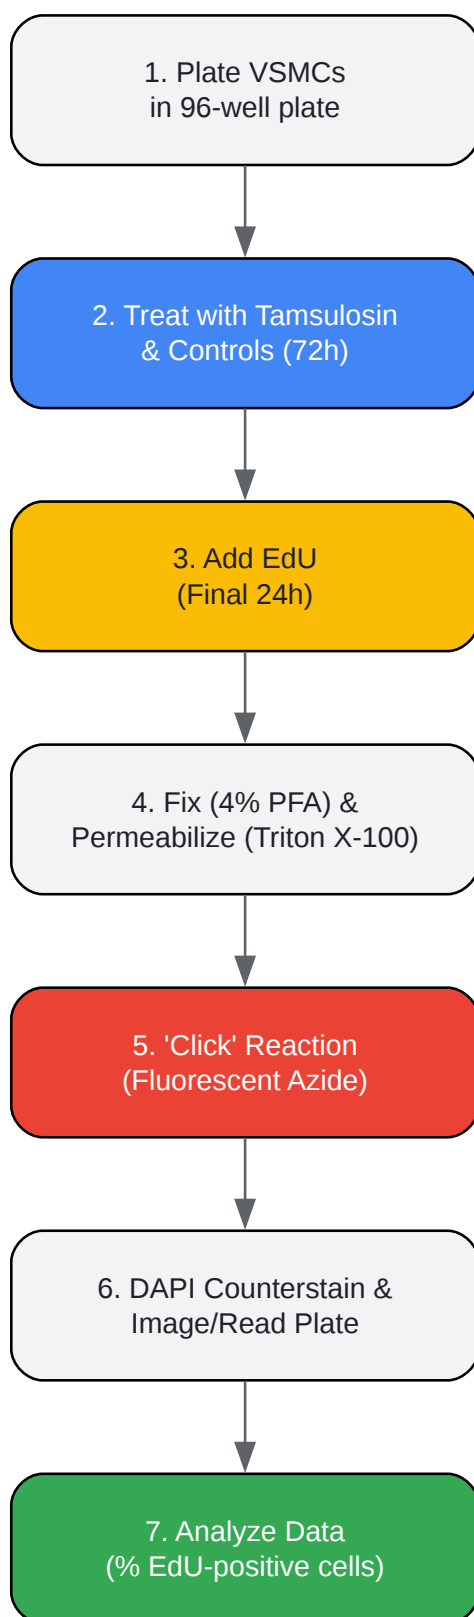 1. Plate VSMCs
in 96-well plate
2. Treat with Tamsulosin
& Controls (72h)
3. Add EdU
(Final 24h)
4. Fix (4% PFA) &
Permeabilize (Triton X-100)
5. 'Click' Reaction
(Fluorescent Azide)
6. DAPI Counterstain &
Image/Read Plate
7. Analyze Data
(% EdU-positive cells)